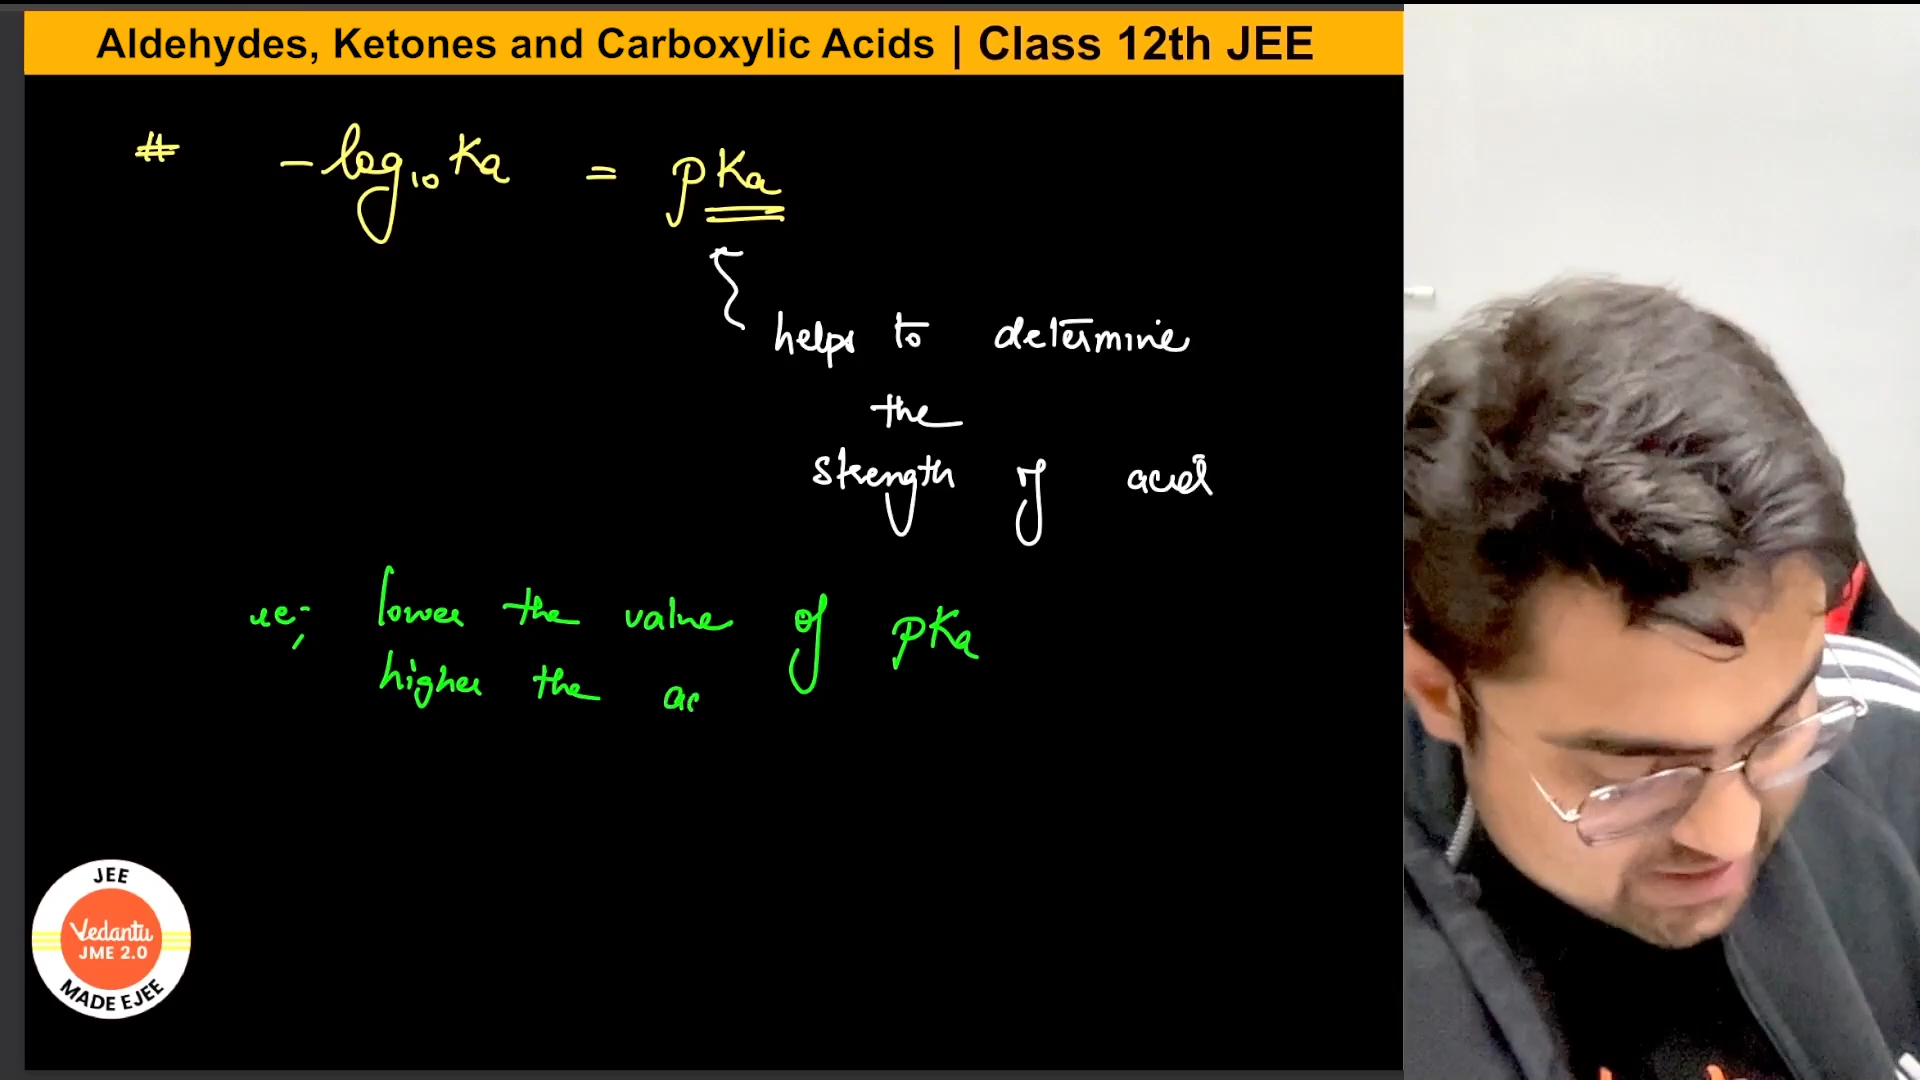 Aldehydes, Ketones and Carboxylic Acids | Class 12th JEE
# -log₁₀ Ka = pKa
helps to determine
the
strength of acid
ie; lower the value of pKa
higher the ac
JEE
Vedantu
JME 2.0
MADE EJEE